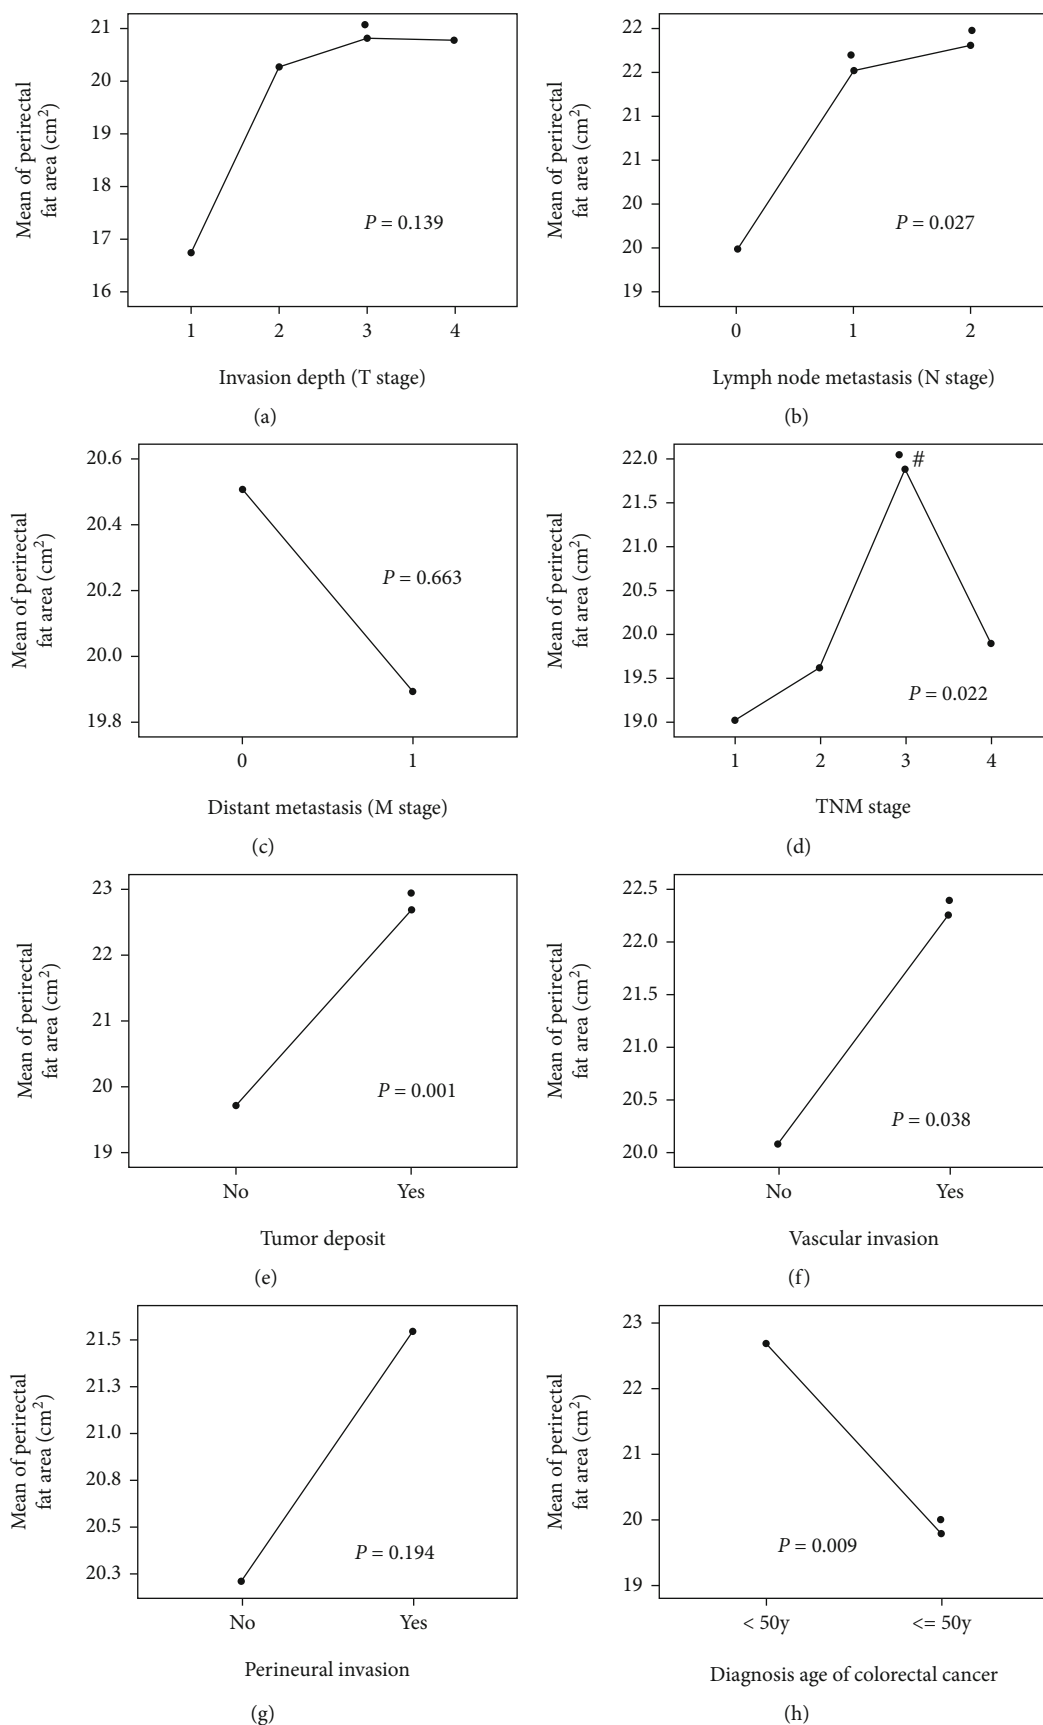 Mean of perirectal
fat area (cm²)
21
20
19
18
17
16
P = 0.139
1 2 3 4
Invasion depth (T stage)
(a)
Mean of perirectal
fat area (cm²)
22
22
21
21
20
20
19
P = 0.027
0 1 2
Lymph node metastasis (N stage)
(b)
Mean of perirectal
fat area (cm²)
20.6
20.4
20.2
20.0
19.8
P = 0.663
0 1
Distant metastasis (M stage)
(c)
Mean of perirectal
fat area (cm²)
22.0
21.5
21.0
20.5
20.0
19.5
19.0
#
P = 0.022
1 2 3 4
TNM stage
(d)
Mean of perirectal
fat area (cm²)
23
22
21
20
19
P = 0.001
No Yes
Tumor deposit
(e)
Mean of perirectal
fat area (cm²)
22.5
22.0
21.5
21.0
20.5
20.0
P = 0.038
No Yes
Vascular invasion
(f)
Mean of perirectal
fat area (cm²)
21.5
21.3
21.0
20.8
20.5
20.3
P = 0.194
No Yes
Perineural invasion
(g)
Mean of perirectal
fat area (cm²)
23
22
21
20
19
P = 0.009
< 50y <= 50y
Diagnosis age of colorectal cancer
(h)